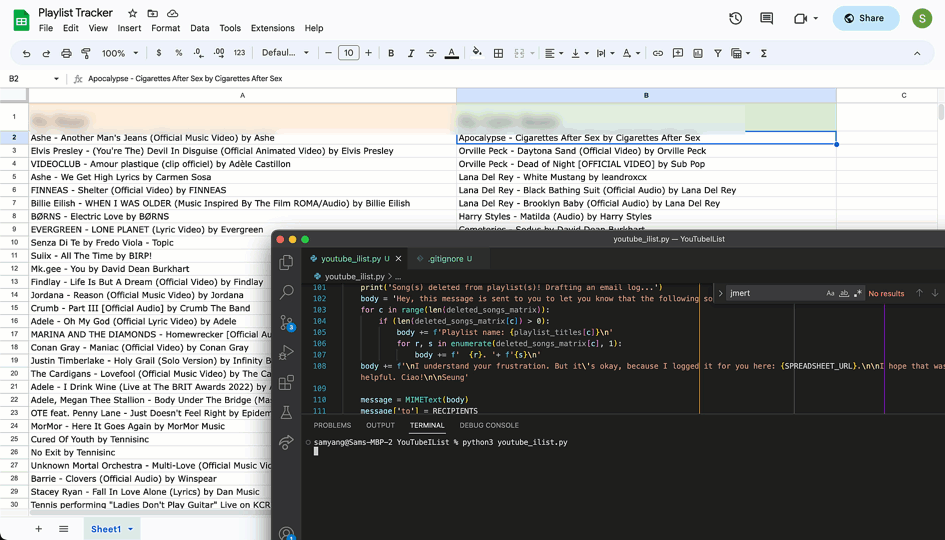 Playlist Tracker
File Edit View Insert Format Data Tools Extensions Help
Share
S
100% $ % .0 .00 123 Defaul... 10 B I A
B2 fx Apocalypse - Cigarettes After Sex by Cigarettes After Sex
A B C
1
2 Ashe - Another Man's Jeans (Official Music Video) by Ashe Apocalypse - Cigarettes After Sex by Cigarettes After Sex
3 Elvis Presley - (You're The) Devil In Disguise (Official Animated Video) by Elvis Presley Orville Peck - Daytona Sand (Official Video) by Orville Peck
4 VIDEOCLUB - Amour plastique (clip officiel) by Adèle Castillon Orville Peck - Dead of Night [OFFICIAL VIDEO] by Sub Pop
5 Ashe - We Get High Lyrics by Carmen Sosa Lana Del Rey - White Mustang by leandroxcx
6 FINNEAS - Shelter (Official Video) by FINNEAS Lana Del Rey - Black Bathing Suit (Official Audio) by Lana Del Rey
7 Billie Eilish - WHEN I WAS OLDER (Music Inspired By The Film ROMA/Audio) by Billie Eilish Lana Del Rey - Brooklyn Baby (Official Audio) by Lana Del Rey
8 BØRNS - Electric Love by BØRNS Harry Styles - Matilda (Audio) by Harry Styles
9 EVERGREEN - LONE PLANET (Lyric Video) by Evergreen Cemeteries - Sodus by David Dean Burkhart
10 Senza Di Te by Fredo Viola - Topic
11 Suiix - All The Time by BIRP!
12 Mk.gee - You by David Dean Burkhart
13 Findlay - Life Is But A Dream (Official Video) by Findlay
14 Jordana - Reason (Official Music Video) by Jordana
15 Crumb - Part III [Official Audio] by Crumb The Band
16 Adele - Oh My God (Official Lyric Video) by Adele
17 MARINA AND THE DIAMONDS - Homewrecker [Official Au
18 Conan Gray - Maniac (Official Video) by Conan Gray
19 Justin Timberlake - Holy Grail (Solo Version) by Infinity B
20 The Cardigans - Lovefool (Official Music Video) by The Ca
21 Adele - I Drink Wine (Live at The BRIT Awards 2022) by A
22 Adele, Megan Thee Stallion - Body Under The Bridge (Mas
23 OTE feat. Penny Lane - Just Doesn't Feel Right by Epidem
24 MorMor - Here It Goes Again by MorMor Music
25 Cured Of Youth by Tennisinc
26 No Exit by Tennisinc
27 Unknown Mortal Orchestra - Multi-Love (Official Music Vid
28 Barrie - Clovers (Official Audio) by Winspear
29 Stacey Ryan - Fall In Love Alone (Lyrics) by Dan Music
30 Tennis performing "Ladies Don't Play Guitar" Live on KCR
Sheet1
youtube_ilist.py — YouTubeIList
youtube_ilist.py U .gitignore U
youtube_ilist.py > ...
jmert Aa ab .* No results
101 print('Song(s) deleted from playlist(s)! Drafting an email log...')
102 body = 'Hey, this message is sent to you to let you know that the following so
103 for c in range(len(deleted_songs_matrix)):
104 if (len(deleted_songs_matrix[c]) > 0):
105 body += f'Playlist name: {playlist_titles[c]}\n'
106 for r, s in enumerate(deleted_songs_matrix[c], 1):
107 body += f' {r}. '+ f'{s}\n'
108 body += f'\nI understand your frustration. But it\'s okay, because I logged it for you here: {SPREADSHEET_URL}.\n\nI hope that was
helpful. Ciao!\n\nSeung'
109
110 message = MIMEText(body)
111 message['to'] = RECIPIENTS
3
PROBLEMS OUTPUT TERMINAL DEBUG CONSOLE
samyang@Sams-MBP-2 YouTubeIList % python3 youtube_ilist.py
1